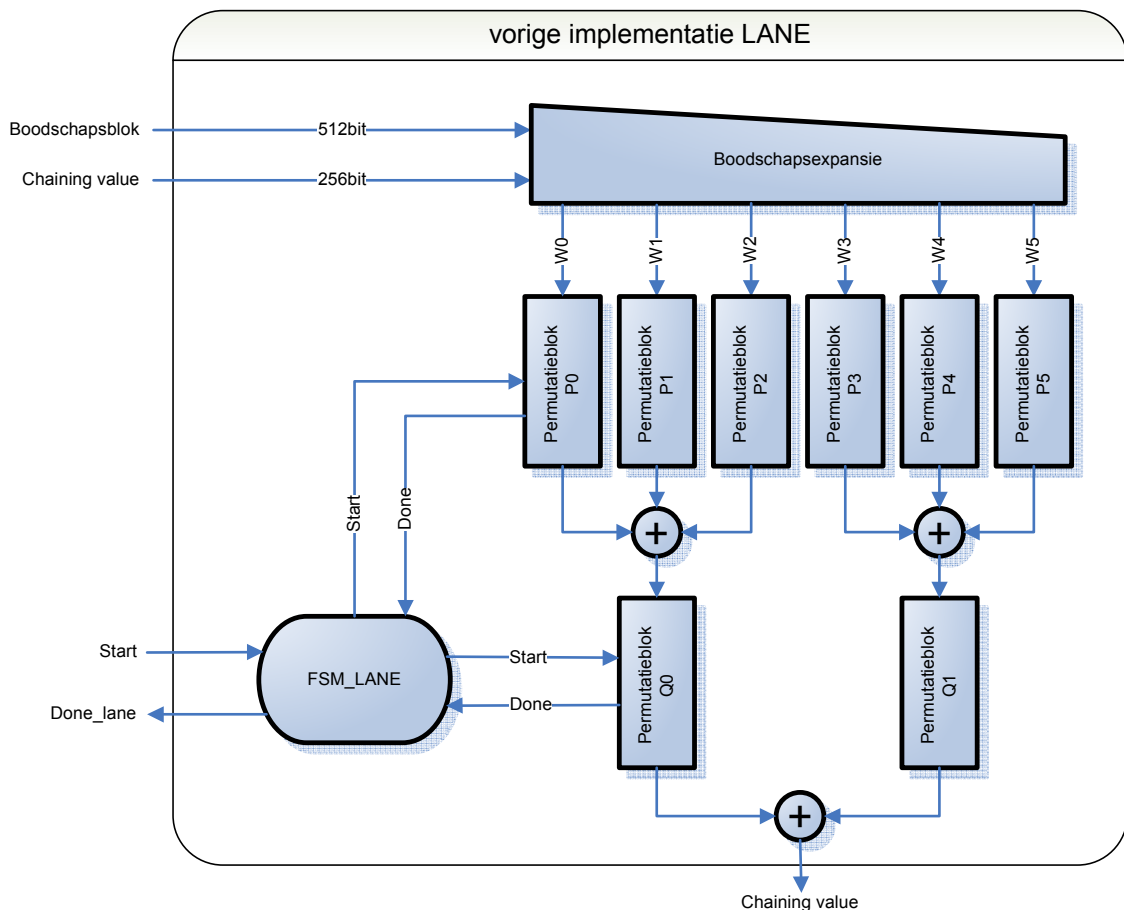 vorige implementatie LANE
Boodschapsblok
512bit
Chaining value
256bit
Boodschapsexpansie
W0
W1
W2
W3
W4
W5
Permutatieblok
P0
Permutatieblok
P1
Permutatieblok
P2
Permutatieblok
P3
Permutatieblok
P4
Permutatieblok
P5
Start
Done
+
+
Start
Done_lane
FSM_LANE
Start
Done
Permutatieblok
Q0
Permutatieblok
Q1
+
Chaining value